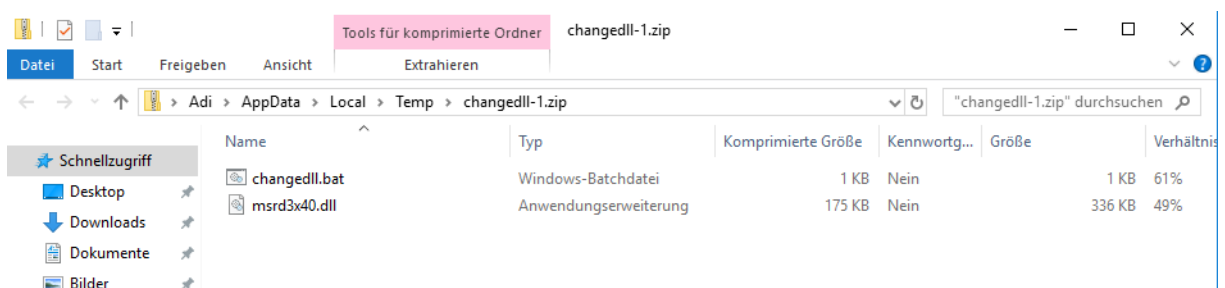 Tools für komprimierte Ordner changedll-1.zip
Datei Start Freigeben Ansicht Extrahieren
Adi > AppData > Local > Temp > changedll-1.zip "changedll-1.zip" durchsuchen
Name Typ Komprimierte Größe Kennwortg... Größe Verhältnis
Schnellzugriff
changedll.bat Windows-Batchdatei 1 KB Nein 1 KB 61%
Desktop
msrd3x40.dll Anwendungserweiterung 175 KB Nein 336 KB 49%
Downloads
Dokumente
Bilder